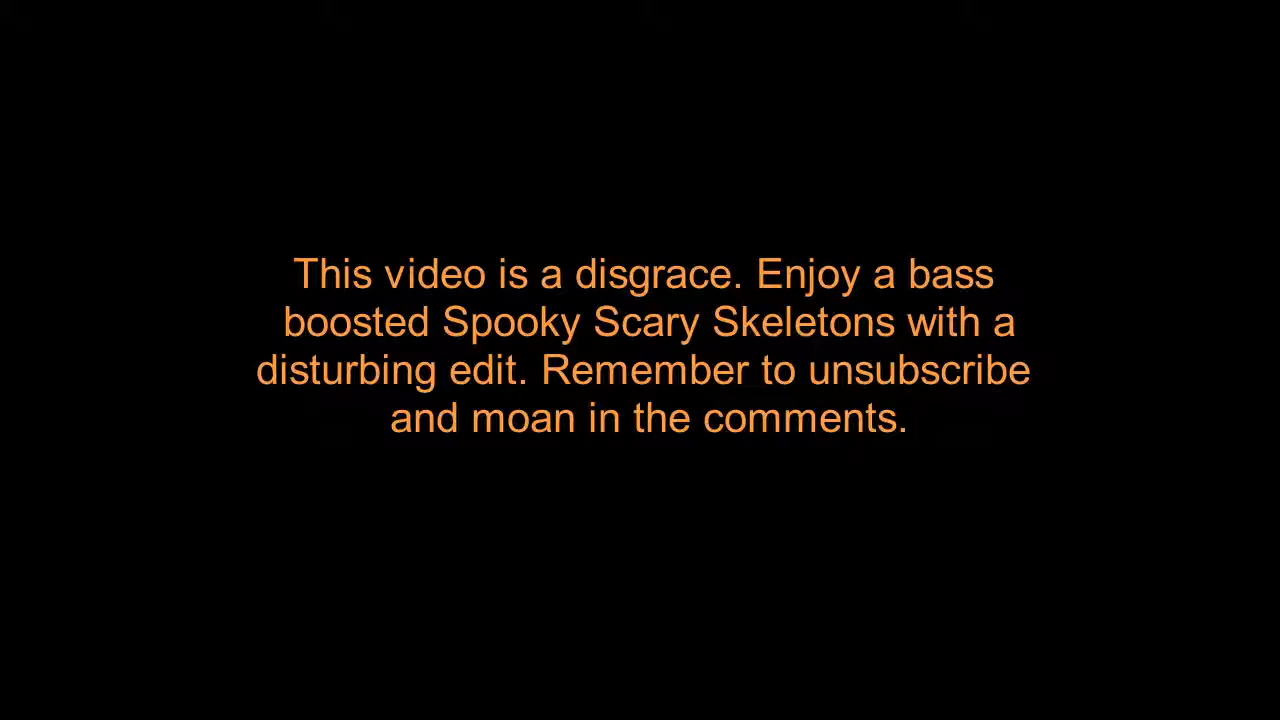 This video is a disgrace. Enjoy a bass
boosted Spooky Scary Skeletons with a
disturbing edit. Remember to unsubscribe
and moan in the comments.